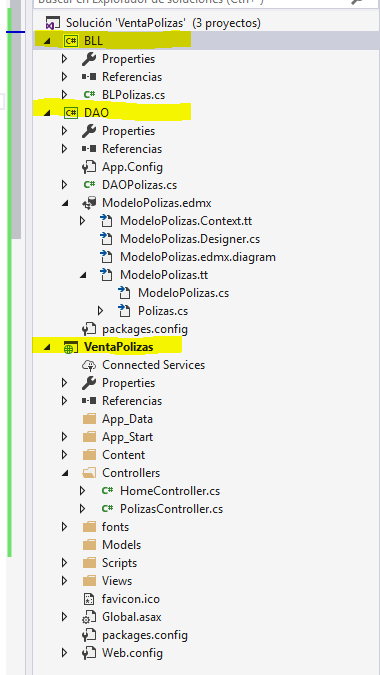 Buscar en Explorador de soluciones (Ctrl+')
Solución 'VentaPolizas' (3 proyectos)
C# BLL
Properties
Referencias
C# BLPolizas.cs
C# DAO
Properties
Referencias
App.Config
C# DAOPolizas.cs
ModeloPolizas.edmx
ModeloPolizas.Context.tt
ModeloPolizas.Designer.cs
ModeloPolizas.edmx.diagram
ModeloPolizas.tt
ModeloPolizas.cs
Polizas.cs
packages.config
VentaPolizas
Connected Services
Properties
Referencias
App_Data
App_Start
Content
Controllers
C# HomeController.cs
C# PolizasController.cs
fonts
Models
Scripts
Views
favicon.ico
Global.asax
packages.config
Web.config